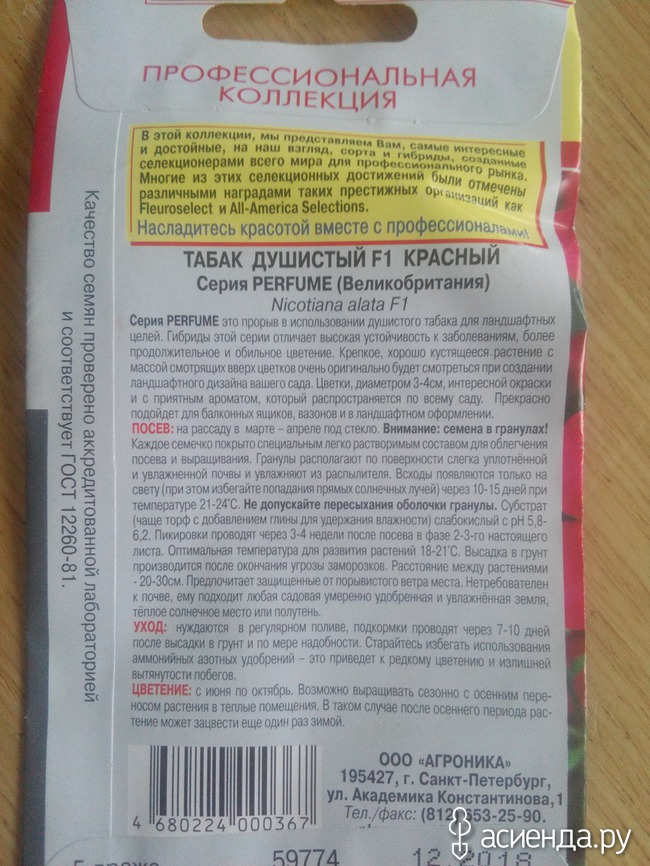 ПРОФЕССИОНАЛЬНАЯ
КОЛЛЕКЦИЯ
В этой коллекции, мы представляем Вам, самые интересные
и достойные, на наш взгляд, сорта и гибриды, созданные
селекционерами всего мира для профессионального рынка.
Многие из этих селекционных достижений были отмечены
различными наградами таких престижных организаций как
Fleuroselect и All-America Selections.
Насладитесь красотой вместе с профессионалами!
ТАБАК ДУШИСТЫЙ F1 КРАСНЫЙ
Серия PERFUME (Великобритания)
Nicotiana alata F1
Серия PERFUME это прорыв в использовании душистого табака для ландшафтных
целей. Гибриды этой серии отличает высокая устойчивость к заболеваниям, более
продолжительное и обильное цветение. Крепкое, хорошо кустящееся растение с
массой смотрящих вверх цветков очень оригинально будет смотреться при создании
ландшафтного дизайна вашего сада. Цветки, диаметром 3-4см, интересной окраски
и с приятным ароматом, который распространяется по всему саду. Прекрасно
подойдет для балконных ящиков, вазонов и в ландшафтном оформлении.
ПОСЕВ: на рассаду в марте – апреле под стекло. Внимание: семена в гранулах!
Каждое семечко покрыто специальным легко растворимым составом для облегчения
посева и выращивания. Гранулы располагают по поверхности слегка уплотнённой
и увлажненной почвы и увлажняют из распылителя. Всходы появляются только на
свету (при этом избегайте попадания прямых солнечных лучей) через 10-15 дней при
температуре 21-24˚С. Не допускайте пересыхания оболочки гранулы. Субстрат
(чаще торф с добавлением глины для удержания влажности) слабокислый с pH 5,8-
6,2. Пикировки проводят через 3-4 недели после посева в фазе 2-3-го настоящего
листа. Оптимальная температура для развития растений 18-21˚С. Высадка в грунт
производится после окончания угрозы заморозков. Расстояние между растениями
- 20-30см. Предпочитает защищенные от порывистого ветра места. Нетребователен
к почве, ему подходит любая садовая умеренно удобренная и увлажнённая земля,
тёплое солнечное место или полутень.
УХОД: нуждаются в регулярном поливе, подкормки проводят через 7-10 дней
после высадки в грунт и по мере надобности. Старайтесь избегать использования
аммонийных азотных удобрений – это приведет к редкому цветению и излишней
вытянутости побегов.
ЦВЕТЕНИЕ: с июня по октябрь. Возможно выращивать сезонно с осенним пере-
носом растения в теплые помещения. В таком случае после осеннего периода рас-
тение может зацвести еще один раз зимой.
Качество семян проверено аккредитованной лабораторией
и соответствует ГОСТ 12260-81.
4 680224 000367
ООО "АГРОНИКА"
195427, г. Санкт-Петербург,
ул. Академика Константинова,1
Тел./факс: (812) 353-25-90.
59774
12.2018
асиенда.ру